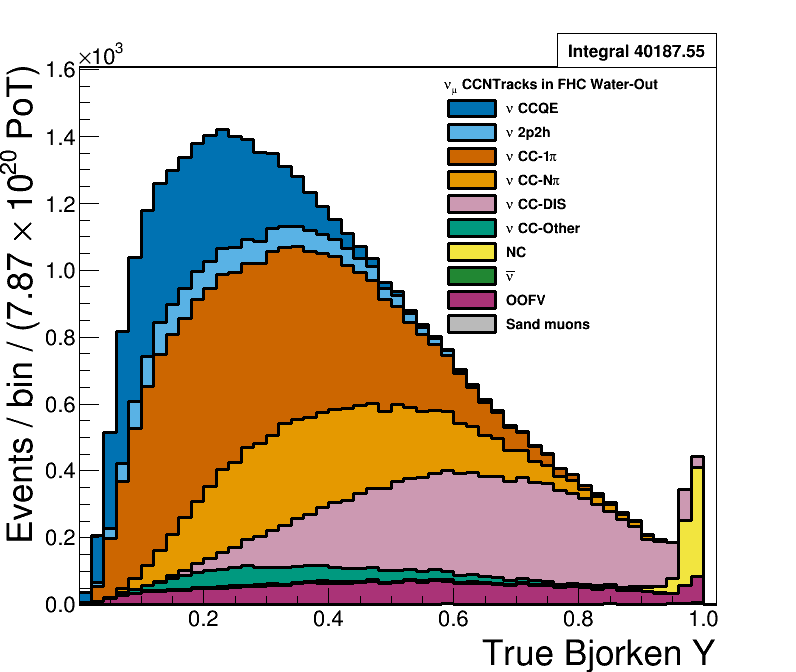 ×10³
Integral 40187.55
ν_μ CCNTracks in FHC Water-Out
ν CCQE
ν 2p2h
ν CC-1π
ν CC-Nπ
ν CC-DIS
ν CC-Other
NC
ν̅
OOFV
Sand muons
Events / bin / (7.87 × 10²⁰ PoT)
1.6
1.4
1.2
1.0
0.8
0.6
0.4
0.2
0.0
0.2 0.4 0.6 0.8 1.0
True Bjorken Y